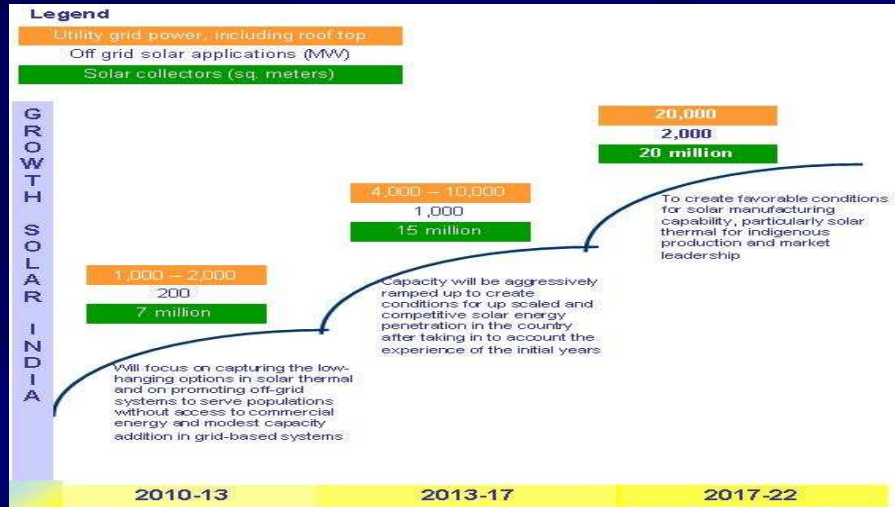 Legend
Utility grid power, including roof top
Off grid solar applications (MW)
Solar collectors (sq. meters)
GROWTH SOLAR INDIA
1,000 – 2,000
200
7 million
Will focus on capturing the low-
hanging options in solar thermal
and on promoting off-grid
systems to serve populations
without access to commercial
energy and modest capacity
addition in grid-based systems
4,000 – 10,000
1,000
15 million
Capacity will be aggressively
ramped up to create
conditions for up scaled and
competitive solar energy
penetration in the country
after taking in to account the
experience of the initial years
20,000
2,000
20 million
To create favorable conditions
for solar manufacturing
capability, particularly solar
thermal for indigenous
production and market
leadership
2010-13
2013-17
2017-22